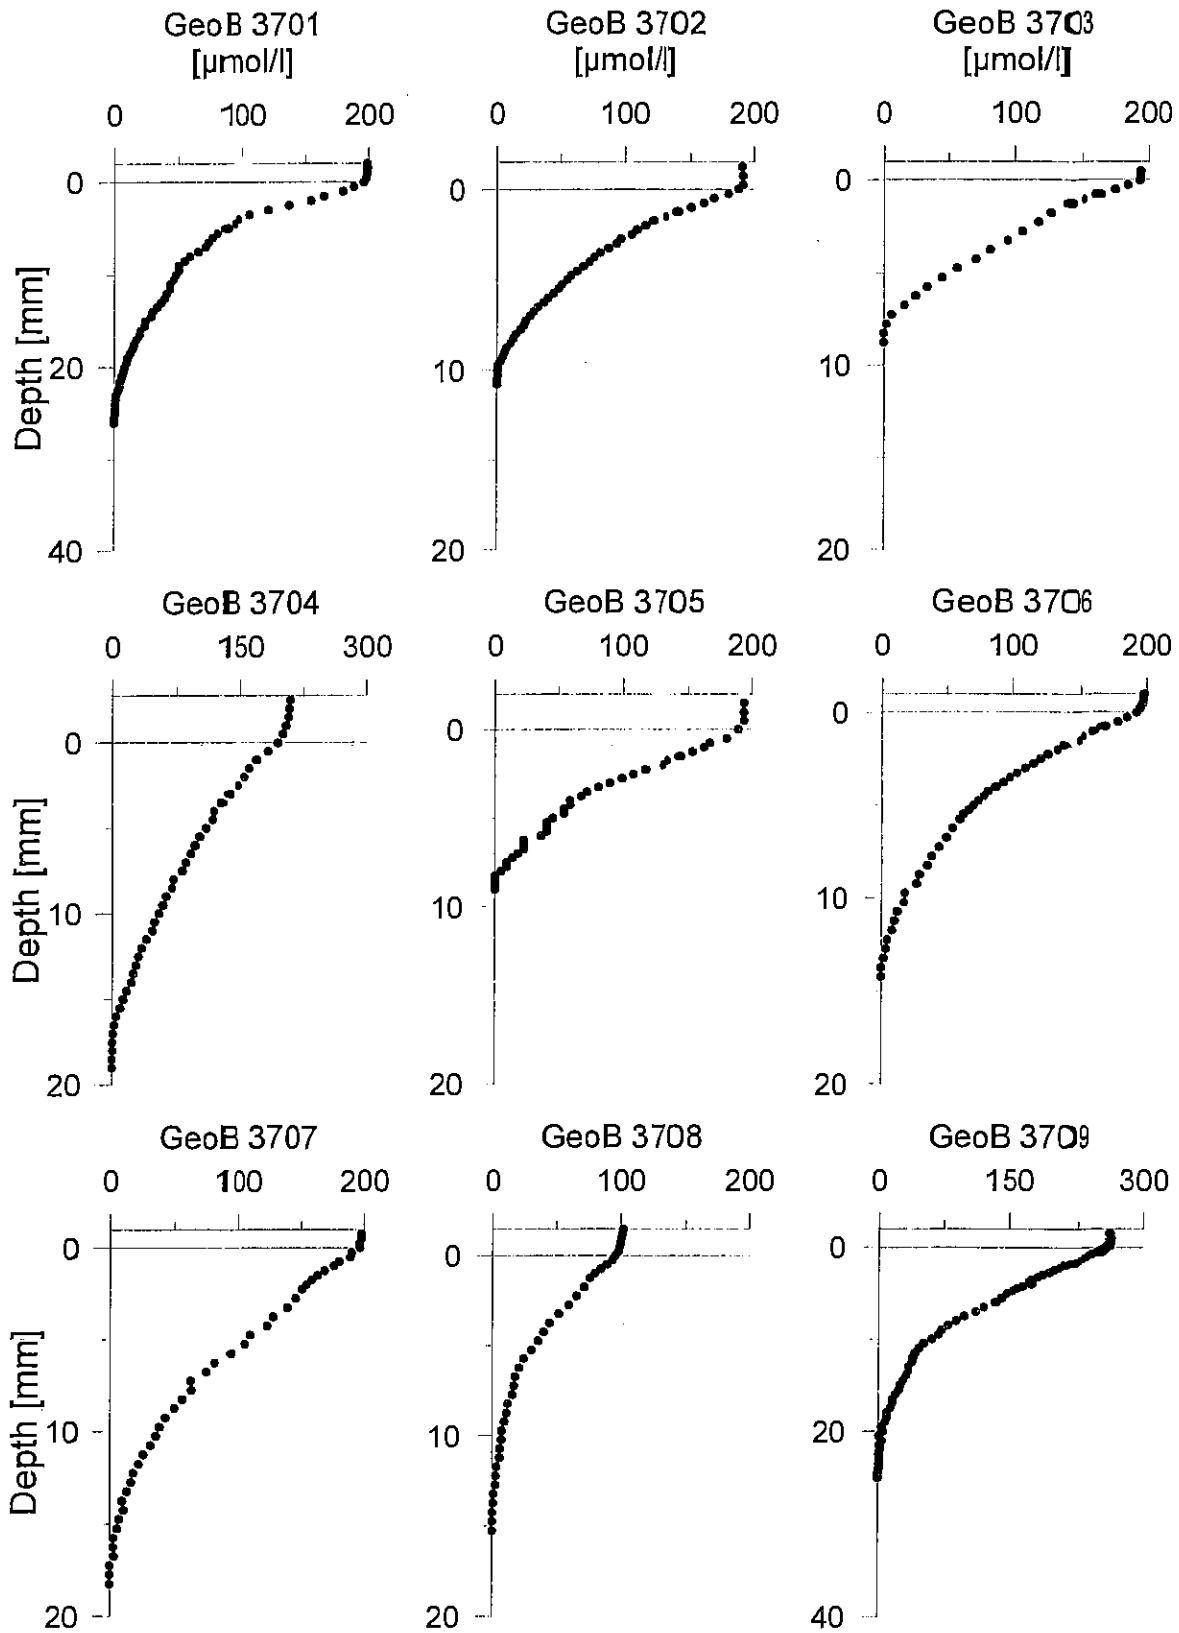 GeoB 3701 GeoB 3702 GeoB 3703
[µmol/l] [µmol/l] [µmol/l]
0 100 200 0 100 200 0 100 200
0 0 0
20 10 10
40 20 20
Depth [mm]
GeoB 3704 GeoB 3705 GeoB 3706
0 150 300 0 100 200 0 100 200
0 0 0
10 10 10
20 20 20
Depth [mm]
GeoB 3707 GeoB 3708 GeoB 3709
0 100 200 0 100 200 0 150 300
0 0 0
10 10 20
20 20 40
Depth [mm]